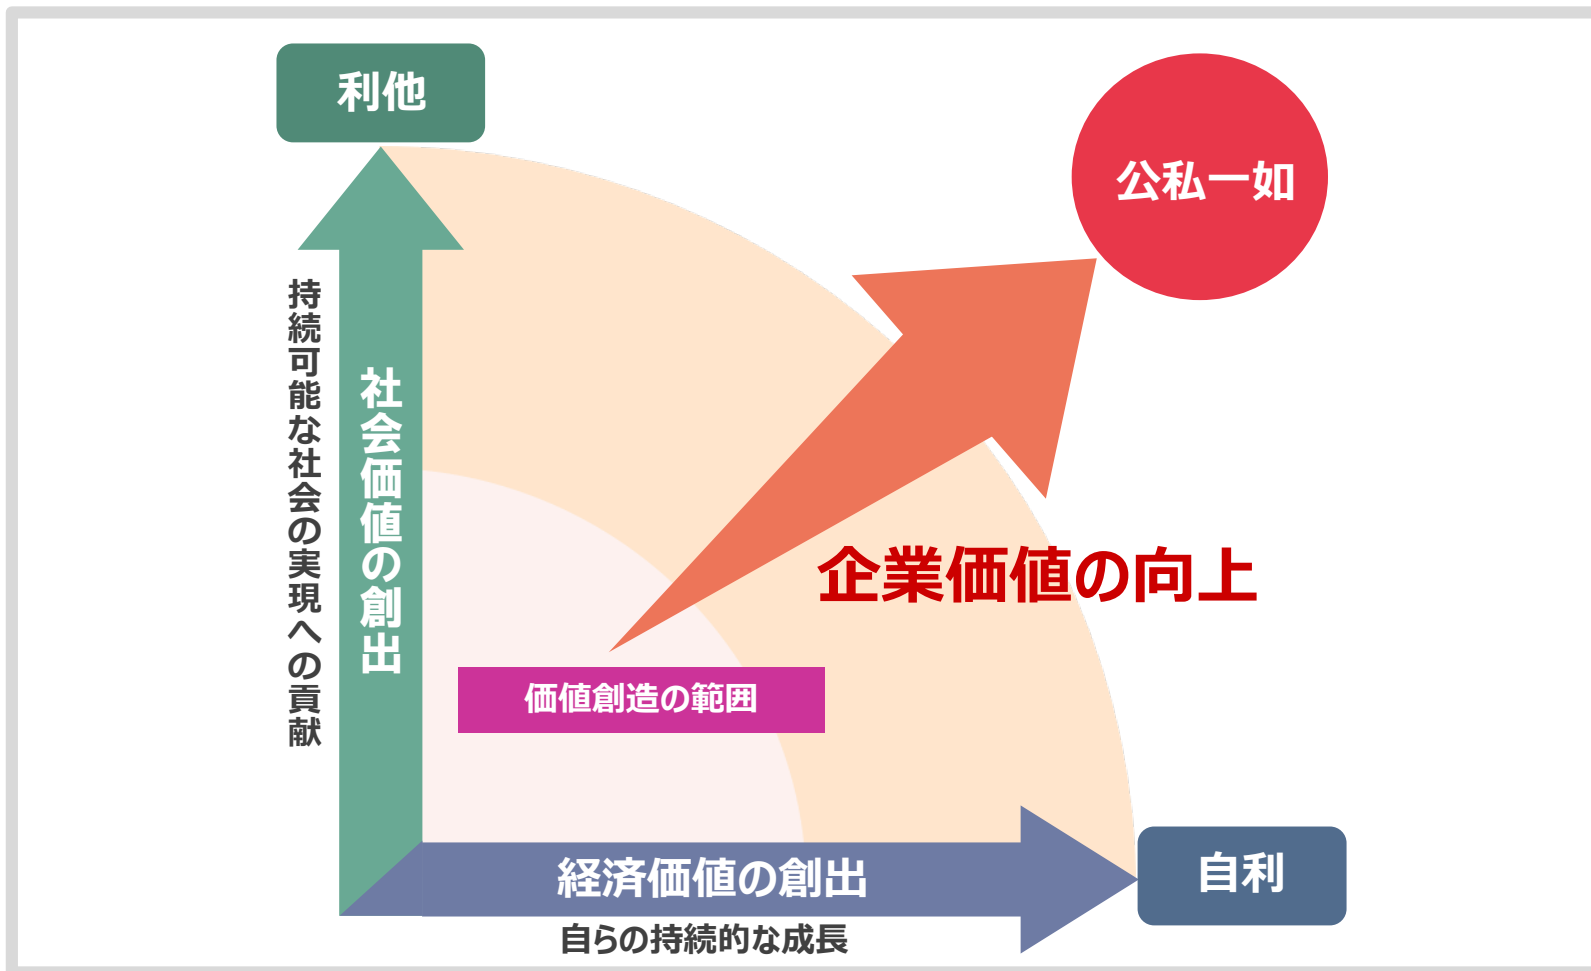 利他
公私一如
持続可能な社会の実現への貢献
社会価値の創出
企業価値の向上
価値創造の範囲
経済価値の創出
自利
自らの持続的な成長